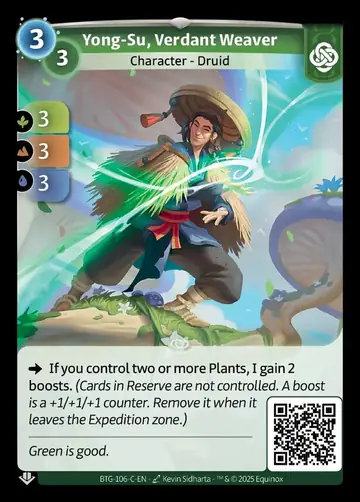 3
3
Yong-Su, Verdant Weaver
Character - Druid
3
3
3
If you control two or more Plants, I gain 2
boosts. (Cards in Reserve are not controlled. A boost
is a +1/+1/+1 counter. Remove it when it
leaves the Expedition zone.)
Green is good.
BTG-106-C-EN - Kevin Sidharta - ™ & © 2025 Equinox